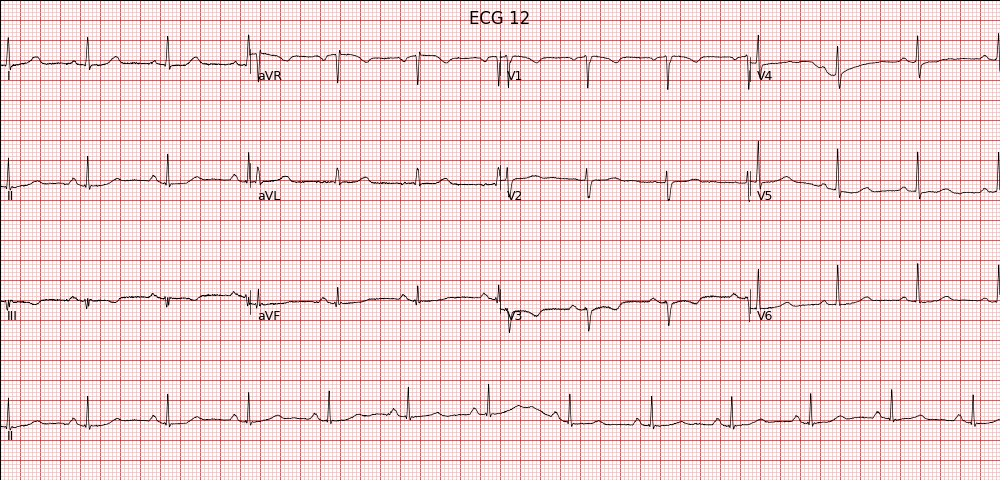 ECG 12
I aVR V1 V4
II aVL V2 V5
III aVF V3 V6
II